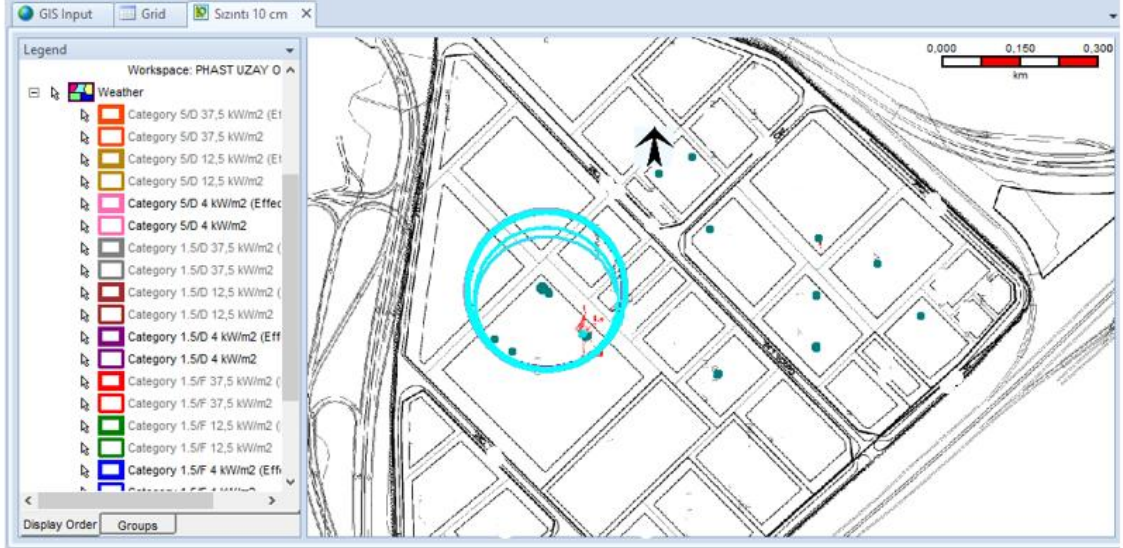 GIS Input
Grid
Sızıntı 10 cm
Legend
Workspace: PHAST UZAY O
Weather
Category 5/D 37,5 kW/m2 (Ef
Category 5/D 37,5 kW/m2
Category 5/D 12,5 kW/m2 (Ef
Category 5/D 12,5 kW/m2
Category 5/D 4 kW/m2 (Effec
Category 5/D 4 kW/m2
Category 1.5/D 37,5 kW/m2 (
Category 1.5/D 37,5 kW/m2
Category 1.5/D 12,5 kW/m2 (
Category 1.5/D 12,5 kW/m2
Category 1.5/D 4 kW/m2 (Eff
Category 1.5/D 4 kW/m2
Category 1.5/F 37,5 kW/m2 (
Category 1.5/F 37,5 kW/m2
Category 1.5/F 12,5 kW/m2 (
Category 1.5/F 12,5 kW/m2
Category 1.5/F 4 kW/m2 (Effe
Display Order
Groups
0,000 0,150 0,300
km